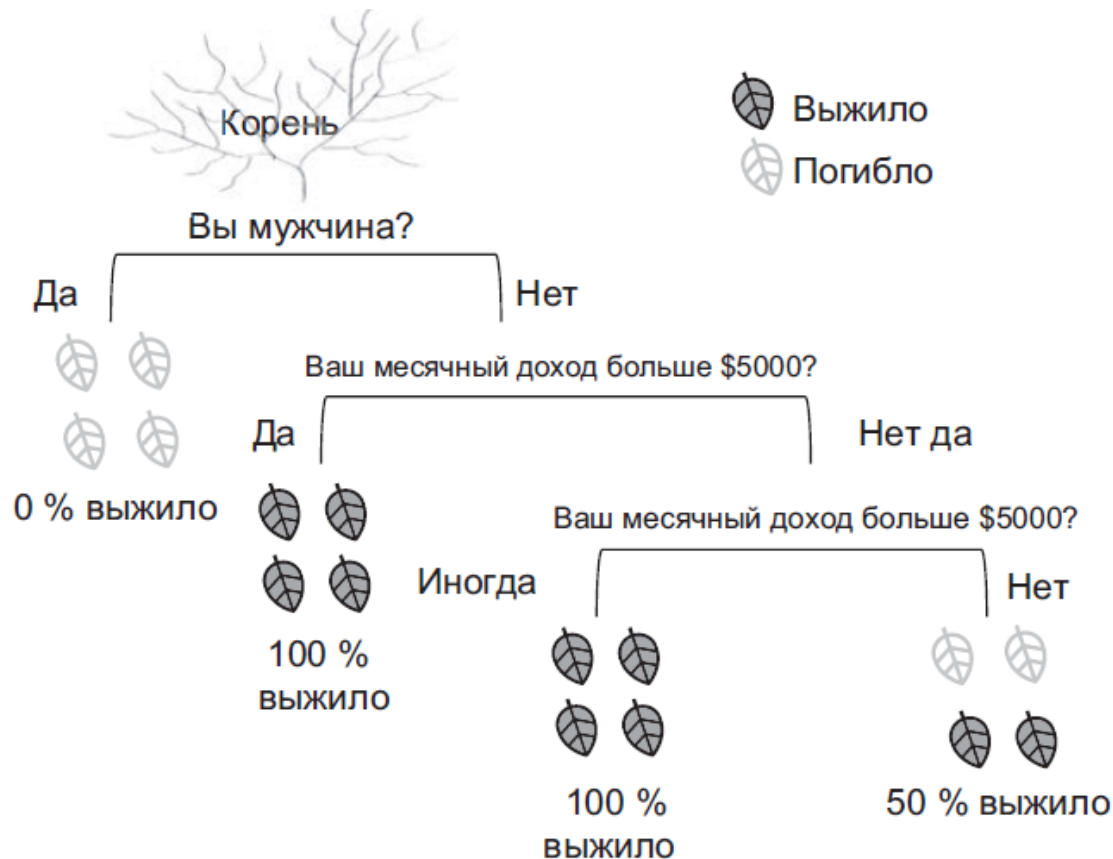 Корень
Выжило
Погибло
Вы мужчина?
Да
Нет
Ваш месячный доход больше $5000?
Да
Нет да
0 % выжило
Ваш месячный доход больше $5000?
Иногда
Нет
100 %
выжило
100 %
выжило
50 % выжило